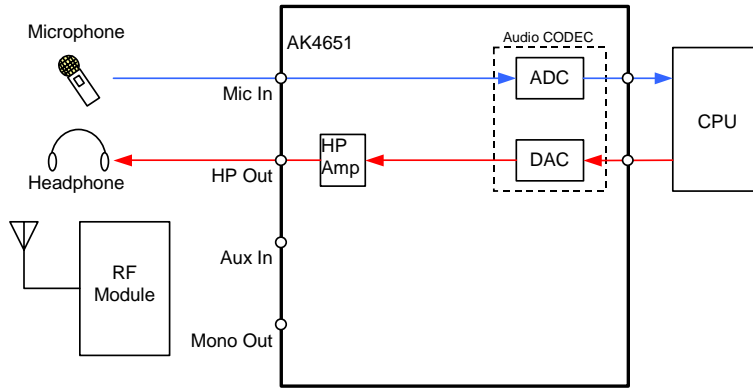 Microphone
AK4651
Audio CODEC
Mic In
ADC
CPU
HP
Amp
DAC
Headphone
HP Out
RF
Module
Aux In
Mono Out